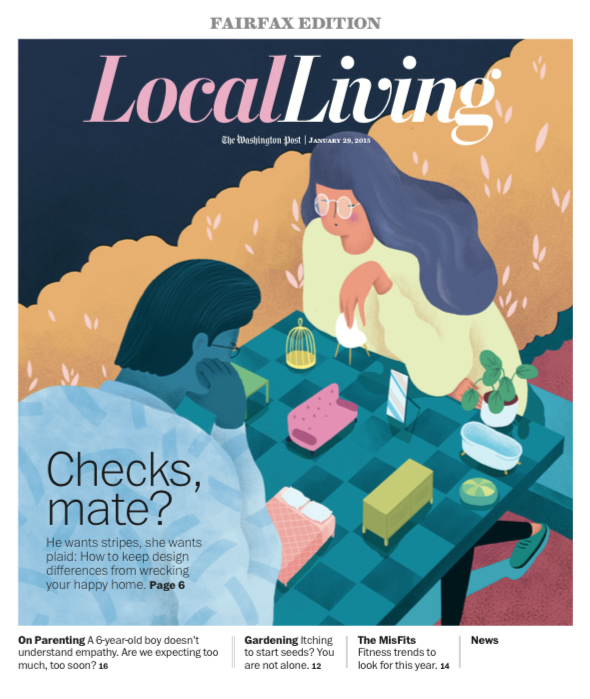 FAIRFAX EDITION
LocalLiving
The Washington Post | JANUARY 29, 2015
Checks,
mate?
He wants stripes, she wants
plaid: How to keep design
differences from wrecking
your happy home. Page 6
On Parenting A 6-year-old boy doesn't
understand empathy. Are we expecting too
much, too soon? 16
Gardening Itching
to start seeds? You
are not alone. 12
The MisFits
Fitness trends to
look for this year. 14
News